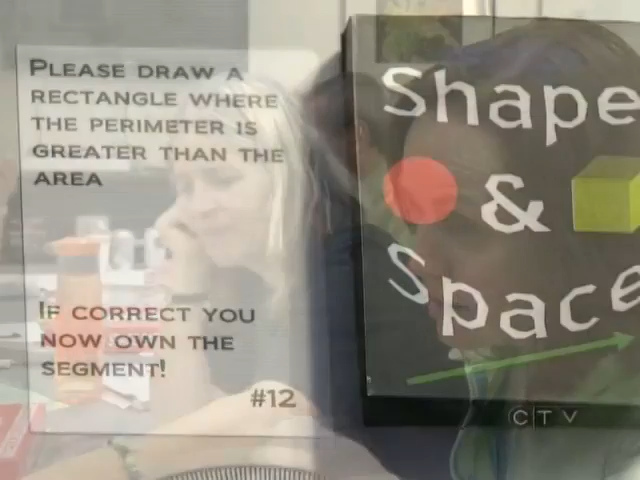 PLEASE DRAW A
RECTANGLE WHERE
THE PERIMETER IS
GREATER THAN THE
AREA
IF CORRECT YOU
NOW OWN THE
SEGMENT!
#12
Shape
&
Space
CTV